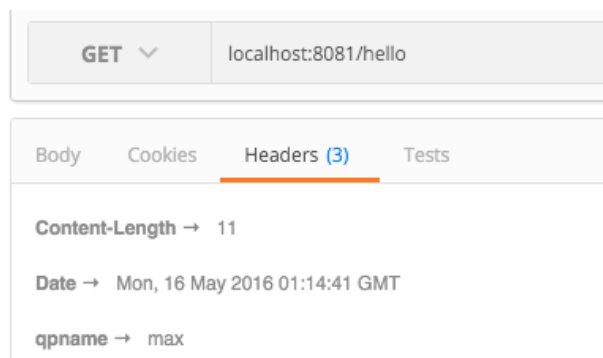 GET localhost:8081/hello
Body Cookies Headers (3) Tests
Content-Length → 11
Date → Mon, 16 May 2016 01:14:41 GMT
qpname → max